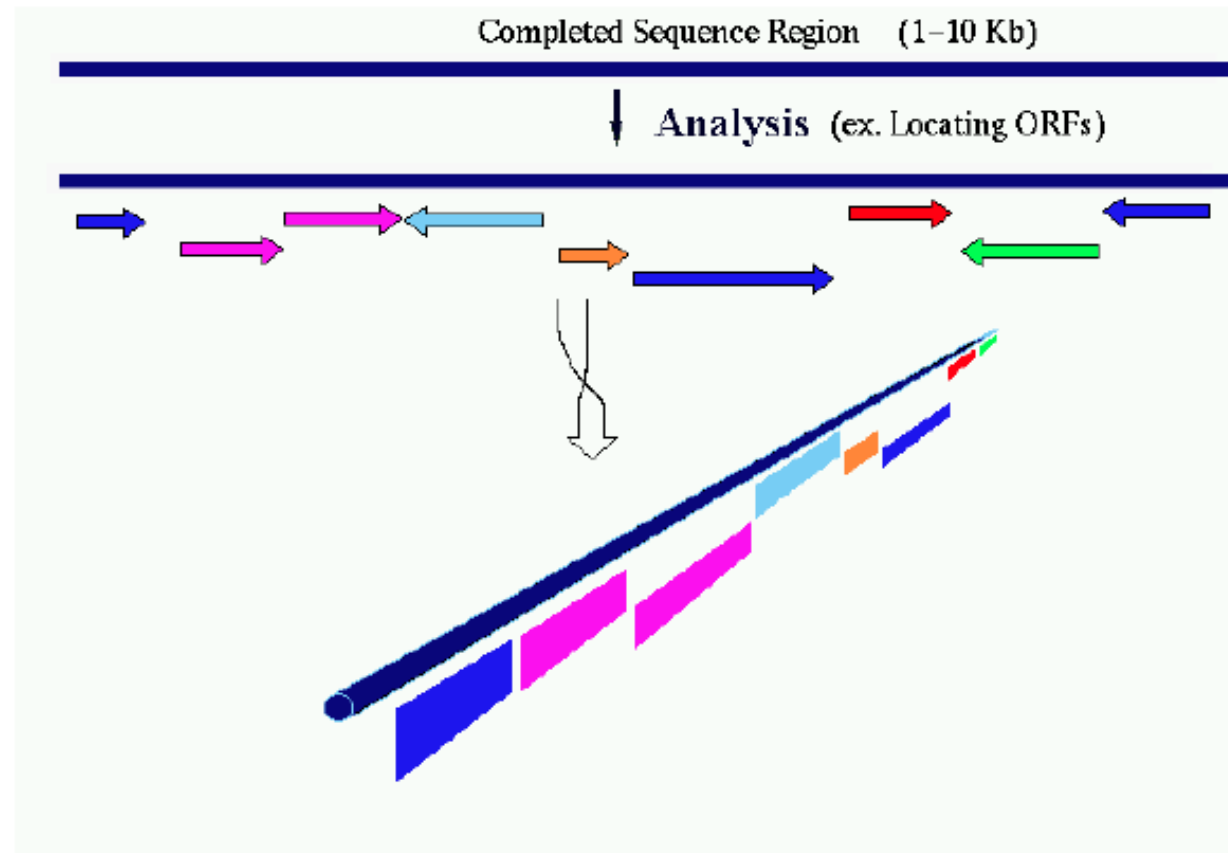 Completed Sequence Region (1–10 Kb)
Analysis (ex. Locating ORFs)